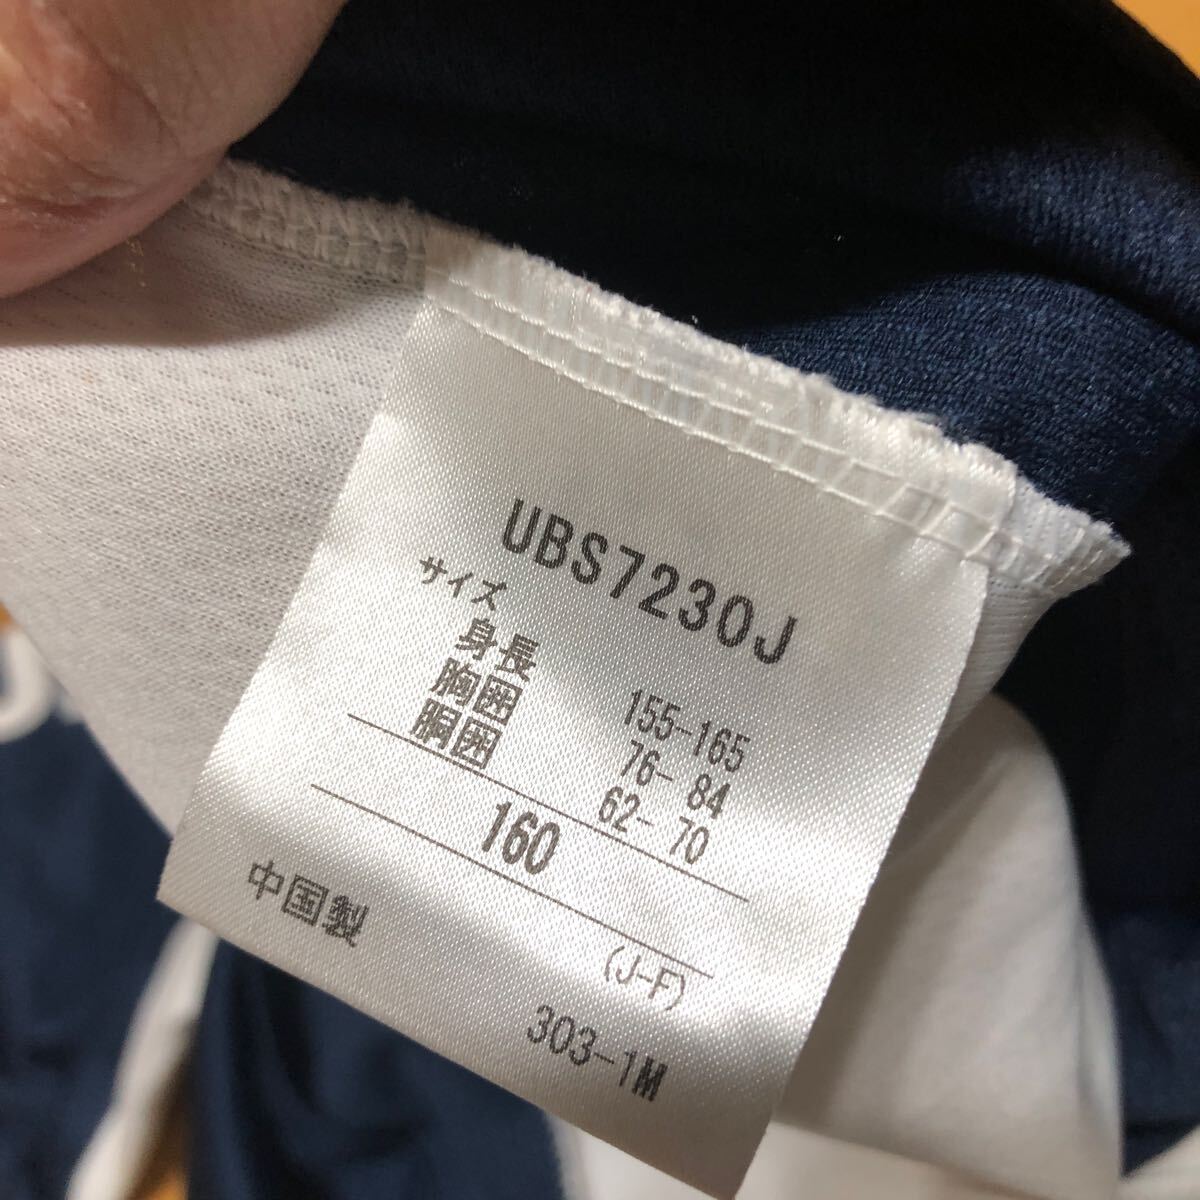 UBS7230J
サイズ
身長 155-165
胸囲 76- 84
胴囲 62- 70
160
中国製 (J-F)
303-1M